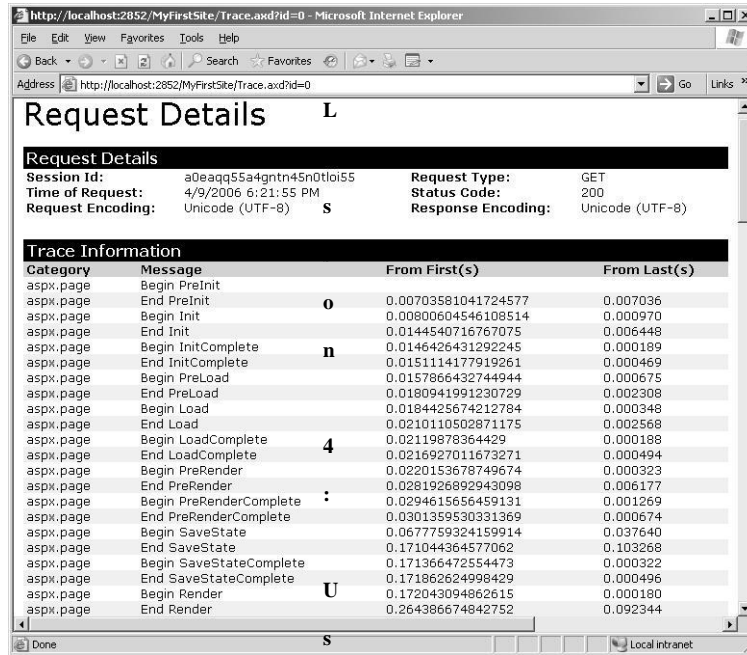 http://localhost:2852/MyFirstSite/Trace.axd?id=0 - Microsoft Internet Explorer
File Edit View Favorites Tools Help
Back Search Favorites
Address http://localhost:2852/MyFirstSite/Trace.axd?id=0 Go Links »
Request Details L
Request Details
Session Id: a0eaqq55a4gntn45n0tloi55 Request Type: GET
Time of Request: 4/9/2006 6:21:55 PM Status Code: 200
Request Encoding: Unicode (UTF-8) s Response Encoding: Unicode (UTF-8)
Trace Information
Category Message From First(s) From Last(s)
aspx.page Begin PreInit
aspx.page End PreInit o 0.00703581041724577 0.007036
aspx.page Begin Init 0.00800604546108514 0.000970
aspx.page End Init 0.0144540716767075 0.006448
aspx.page Begin InitComplete n 0.0146426431292245 0.000189
aspx.page End InitComplete 0.0151114177919261 0.000469
aspx.page Begin PreLoad 0.0157866432744944 0.000675
aspx.page End PreLoad 0.0180941991230729 0.002308
aspx.page Begin Load 0.0184425674212784 0.000348
aspx.page End Load 0.0210110502871175 0.002568
aspx.page Begin LoadComplete 4 0.02119878364429 0.000188
aspx.page End LoadComplete 0.0216927011673271 0.000494
aspx.page Begin PreRender 0.0220153678749674 0.000323
aspx.page End PreRender 0.0281926892943098 0.006177
aspx.page Begin PreRenderComplete : 0.0294615656459131 0.001269
aspx.page End PreRenderComplete 0.0301359530331369 0.000674
aspx.page Begin SaveState 0.0677759324159914 0.037640
aspx.page End SaveState 0.171044364577062 0.103268
aspx.page Begin SaveStateComplete 0.171366472554473 0.000322
aspx.page End SaveStateComplete 0.171862624998429 0.000496
aspx.page Begin Render U 0.172043094862615 0.000180
aspx.page End Render 0.264386674842752 0.092344
Done s Local intranet